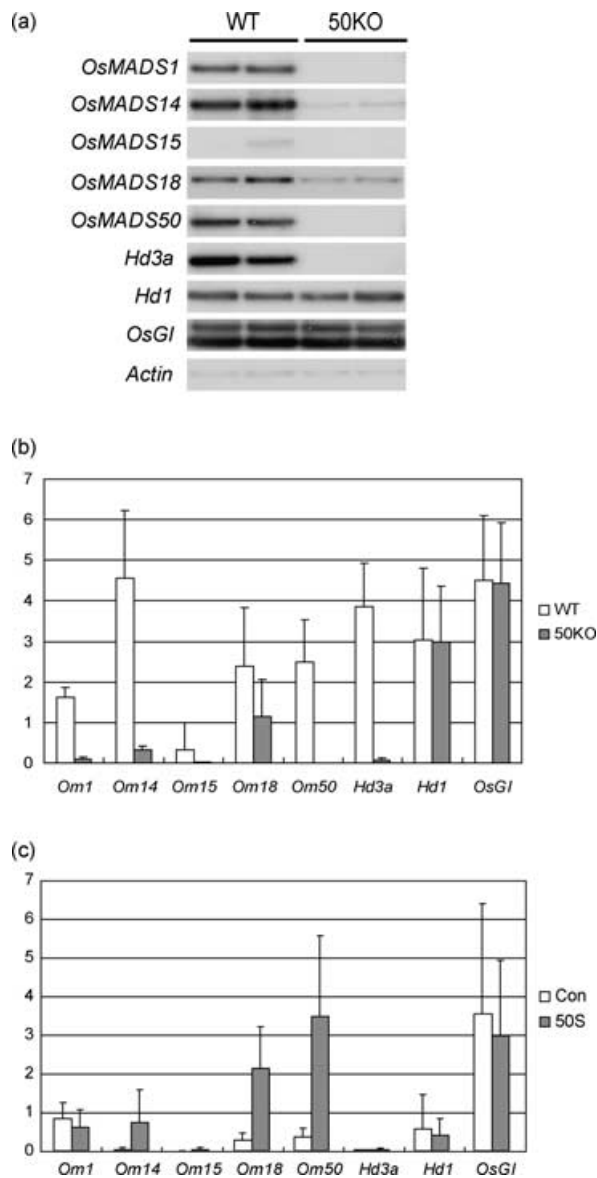 (a)
WT 50KO
OsMADS1
OsMADS14
OsMADS15
OsMADS18
OsMADS50
Hd3a
Hd1
OsGI
Actin
(b)
7
6
5
4
3
2
1
0
WT
50KO
Om1 Om14 Om15 Om18 Om50 Hd3a Hd1 OsGI
(c)
7
6
5
4
3
2
1
0
Con
50S
Om1 Om14 Om15 Om18 Om50 Hd3a Hd1 OsGI